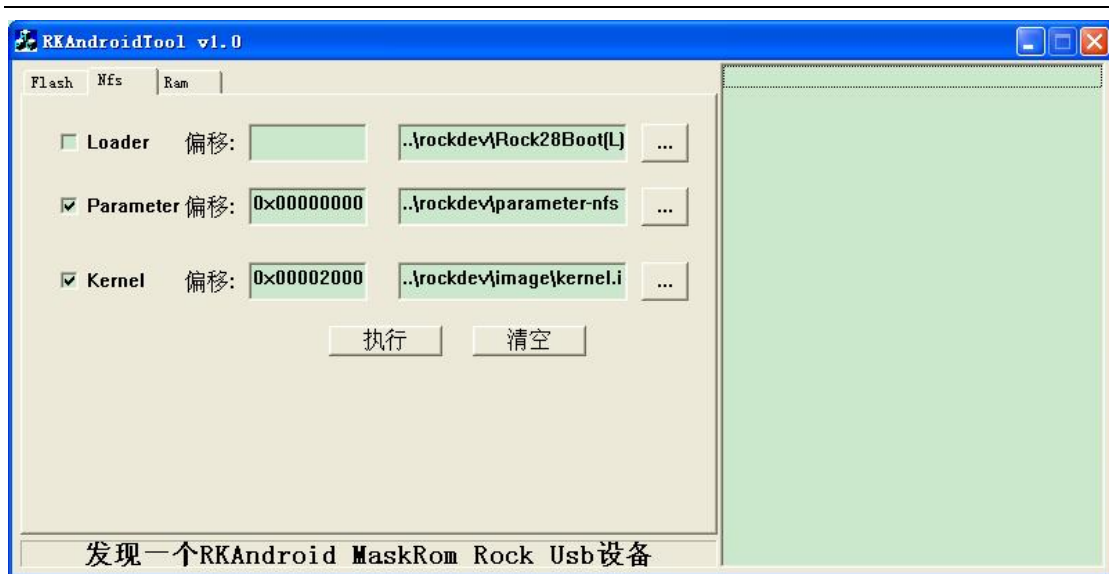 RKAndroidTool v1.0
Flash Nfs Ram
Loader 偏移: ..\rockdev\Rock28Boot(L) ...
Parameter 偏移: 0x00000000 ..\rockdev\parameter-nfs ...
Kernel 偏移: 0x00002000 ..\rockdev\image\kernel.i ...
执行 清空
发现一个RKAndroid MaskRom Rock Usb设备